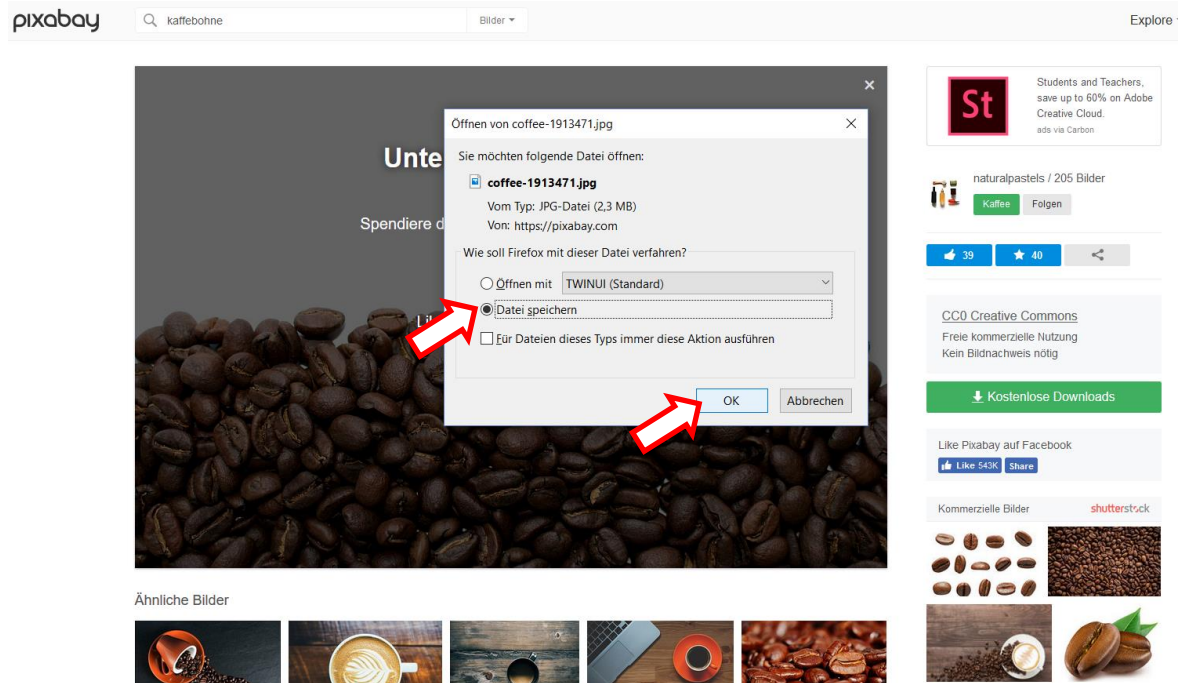 pixabay
kaffebohne
Bilder
Explore
Unte
Spendiere d
Öffnen von coffee-1913471.jpg
Sie möchten folgende Datei öffnen:
coffee-1913471.jpg
Vom Typ: JPG-Datei (2,3 MB)
Von: https://pixabay.com
Wie soll Firefox mit dieser Datei verfahren?
Öffnen mit TWINUI (Standard)
Datei speichern
Für Dateien dieses Typs immer diese Aktion ausführen
OK Abbrechen
St
Students and Teachers,
save up to 60% on Adobe
Creative Cloud.
ads via Carbon
naturalpastels / 205 Bilder
Kaffee Folgen
39 40
CC0 Creative Commons
Freie kommerzielle Nutzung
Kein Bildnachweis nötig
Kostenlose Downloads
Like Pixabay auf Facebook
Like 543K Share
Kommerzielle Bilder shutterstock
Ähnliche Bilder